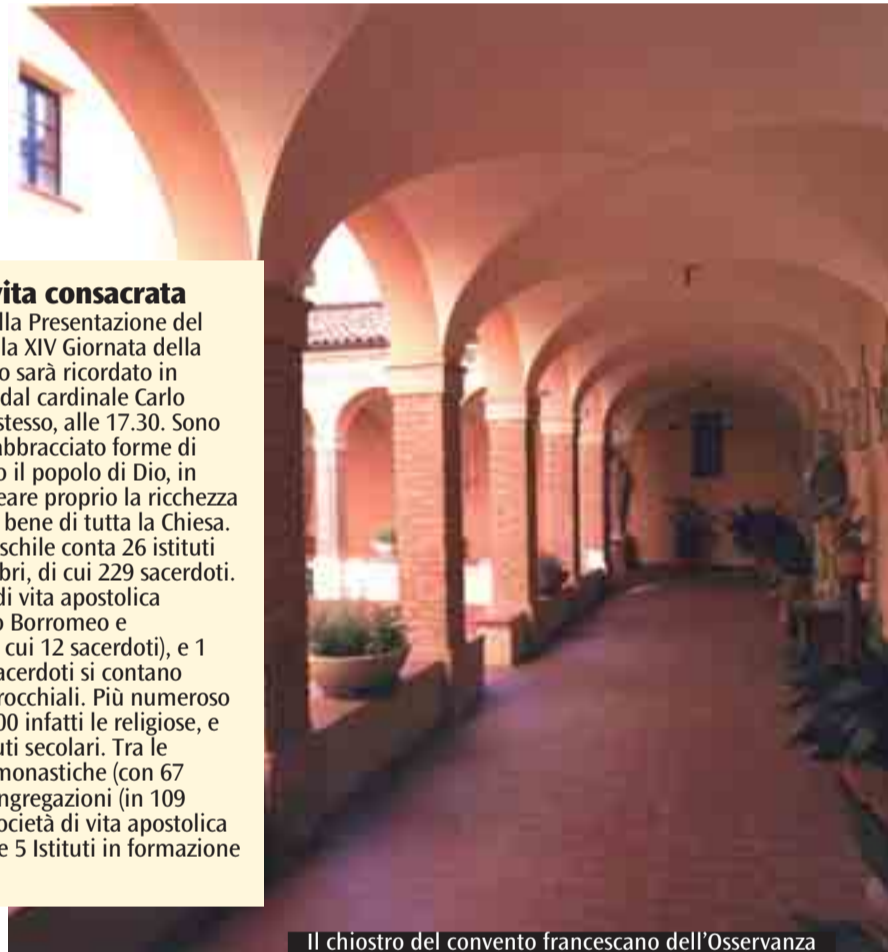 vita consacrata
lla Presentazione del
la XIV Giornata della
o sarà ricordato in
dal cardinale Carlo
stesso, alle 17.30. Sono
abbracciato forme di
o il popolo di Dio, in
eare proprio la ricchezza
bene di tutta la Chiesa.
schile conta 26 istituti
bri, di cui 229 sacerdoti.
di vita apostolica
o Borromeo e
cui 12 sacerdoti), e 1
acerdoti si contano
rocchiali. Più numeroso
00 infatti le religiose, e
uti secolari. Tra le
monastiche (con 67
ngregazioni (in 109
ocietà di vita apostolica
e 5 Istituti in formazione
Il chiostro del convento francescano dell'Osservanza